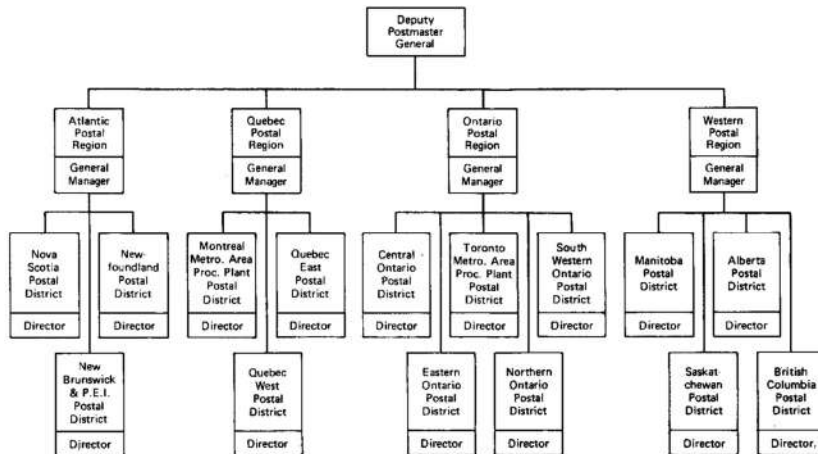 Deputy
Postmaster
General
Atlantic
Postal
Region
General
Manager
Quebec
Postal
Region
General
Manager
Ontario
Postal
Region
General
Manager
Western
Postal
Region
General
Manager
Nova
Scotia
Postal
District
Director
New-
foundland
Postal
District
Director
Montreal
Metro. Area
Proc. Plant
Postal
District
Director
Quebec
East
Postal
District
Director
Central
Ontario
Postal
District
Director
Toronto
Metro. Area
Proc. Plant
Postal
District
Director
South
Western
Ontario
Postal
District
Director
Manitoba
Postal
District
Director
Alberta
Postal
District
Director
New
Brunswick
& P.E.I.
Postal
District
Director
Quebec
West
Postal
District
Director
Eastern
Ontario
Postal
District
Director
Northern
Ontario
Postal
District
Director
Saskat-
chewan
Postal
District
Director
British
Columbia
Postal
District
Director.